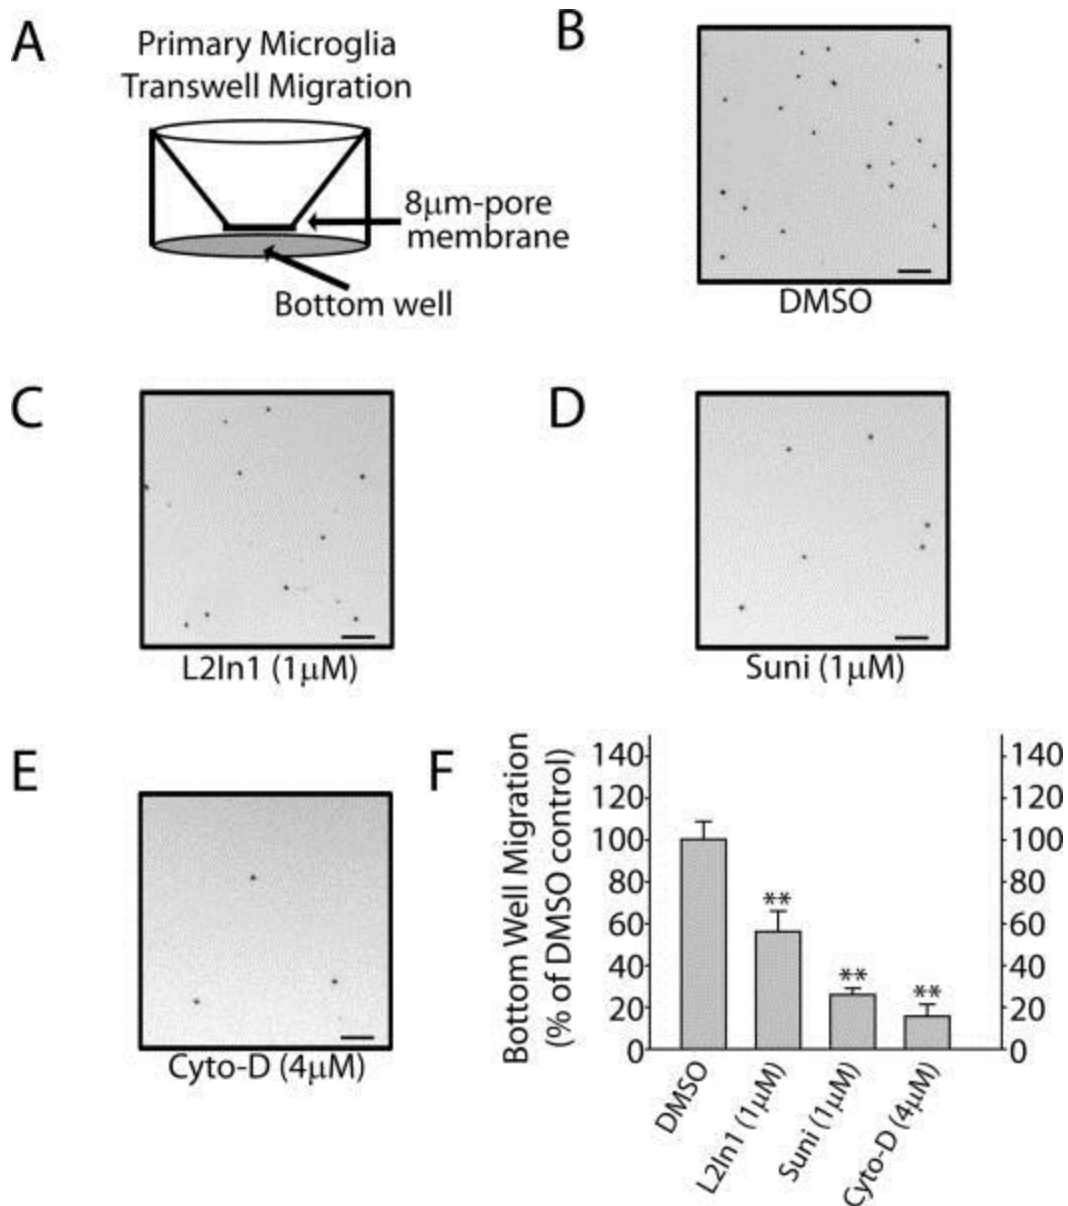 A
Primary Microglia
Transwell Migration
8μm-pore
membrane
Bottom well
B
DMSO
C
L2In1 (1μM)
D
Suni (1μM)
E
Cyto-D (4μM)
F
Bottom Well Migration
(% of DMSO control)
140
120
100
80
60
40
20
0
**
**
**
140
120
100
80
60
40
20
0
DMSO
L2In1 (1μM)
Suni (1μM)
Cyto-D (4μM)